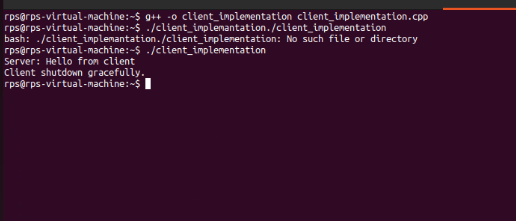 rps@rps-virtual-machine:~$ g++ -o client_implementation client_implementation.cpp
rps@rps-virtual-machine:~$ ./client_implemantation./client_implementation
bash: ./client_implemantation./client_implementation: No such file or directory
rps@rps-virtual-machine:~$ ./client_implementation
Server: Hello from client
Client shutdown gracefully.
rps@rps-virtual-machine:~$